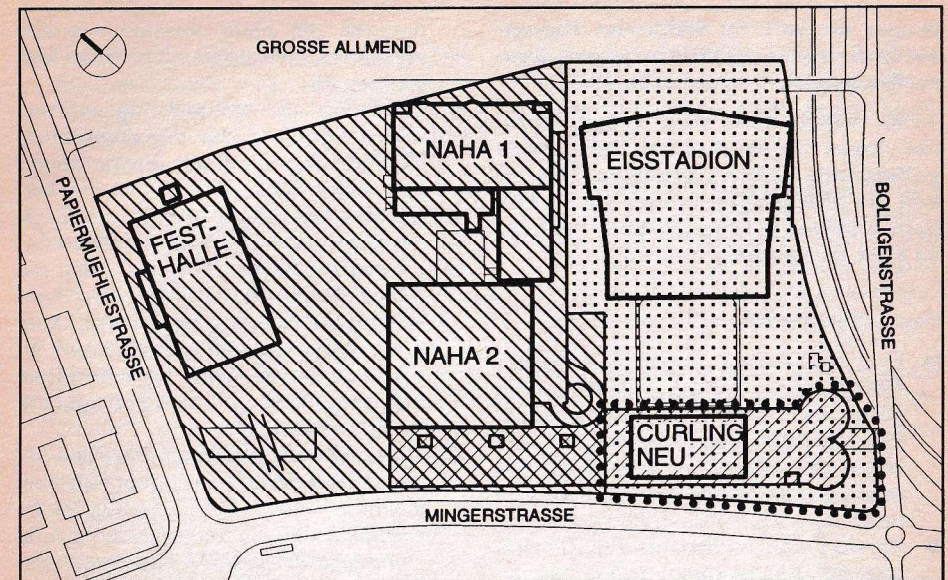 GROSSE ALLMEND
NAHA 1
EISSTADION
PAPIERMUEHLESTRASSE
BOLLIGENSTRASSE
FEST-
HALLE
NAHA 2
CURLING
NEU
MINGERSTRASSE